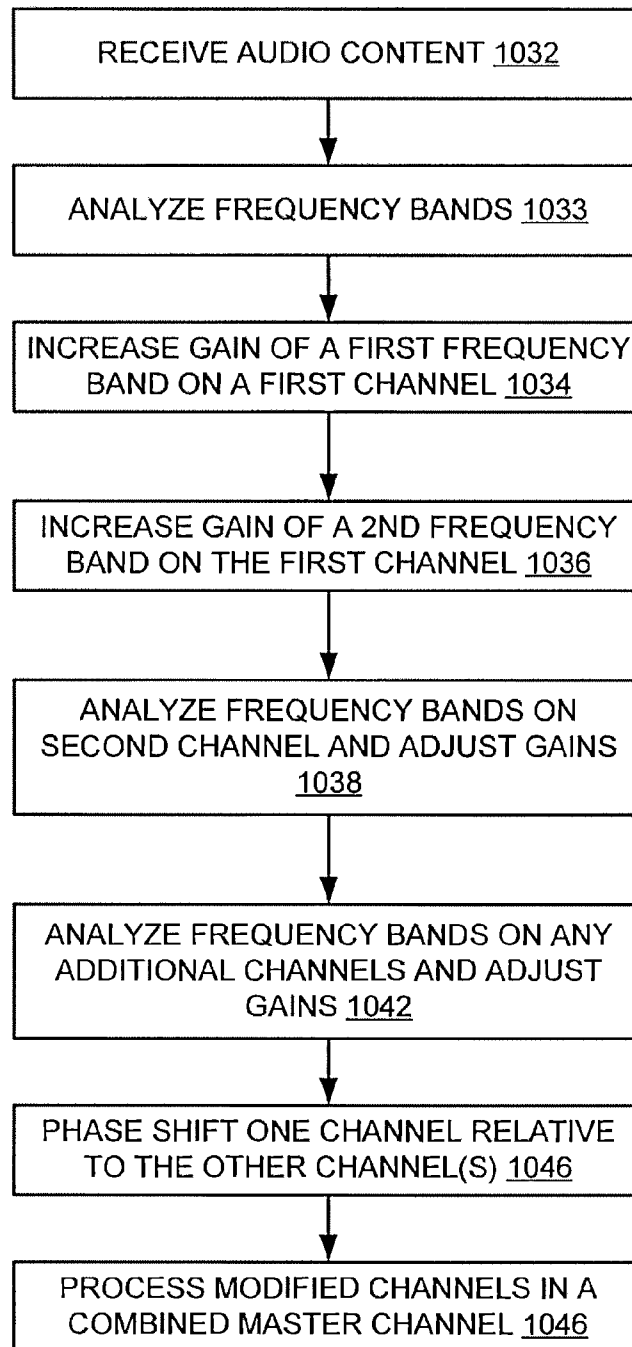 RECEIVE AUDIO CONTENT 1032
ANALYZE FREQUENCY BANDS 1033
INCREASE GAIN OF A FIRST FREQUENCY
BAND ON A FIRST CHANNEL 1034
INCREASE GAIN OF A 2ND FREQUENCY
BAND ON THE FIRST CHANNEL 1036
ANALYZE FREQUENCY BANDS ON
SECOND CHANNEL AND ADJUST GAINS
1038
ANALYZE FREQUENCY BANDS ON ANY
ADDITIONAL CHANNELS AND ADJUST
GAINS 1042
PHASE SHIFT ONE CHANNEL RELATIVE
TO THE OTHER CHANNEL(S) 1046
PROCESS MODIFIED CHANNELS IN A
COMBINED MASTER CHANNEL 1046